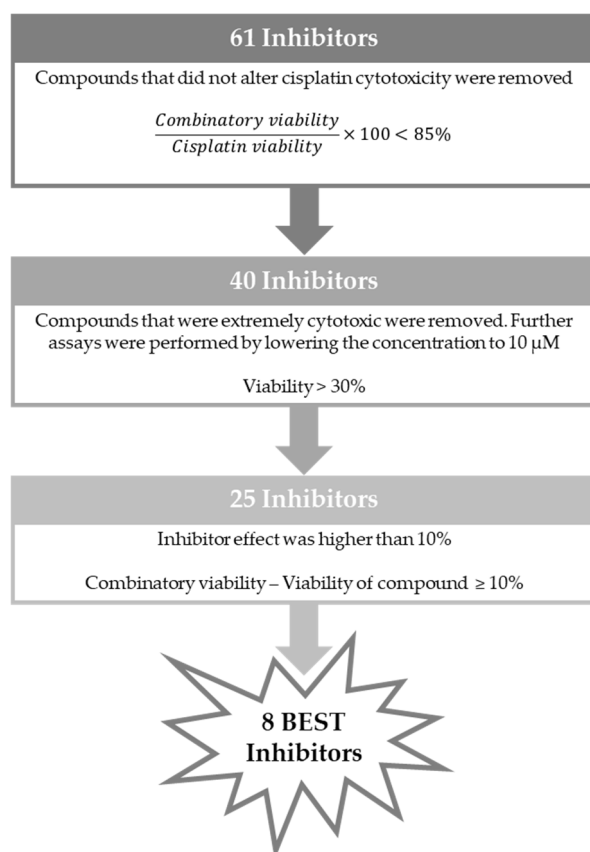 61 Inhibitors
Compounds that did not alter cisplatin cytotoxicity were removed
Combinatory viability
Cisplatin viability
× 100 < 85%
40 Inhibitors
Compounds that were extremely cytotoxic were removed. Further
assays were performed by lowering the concentration to 10 µM
Viability > 30%
25 Inhibitors
Inhibitor effect was higher than 10%
Combinatory viability – Viability of compound ≥ 10%
8 BEST
Inhibitors